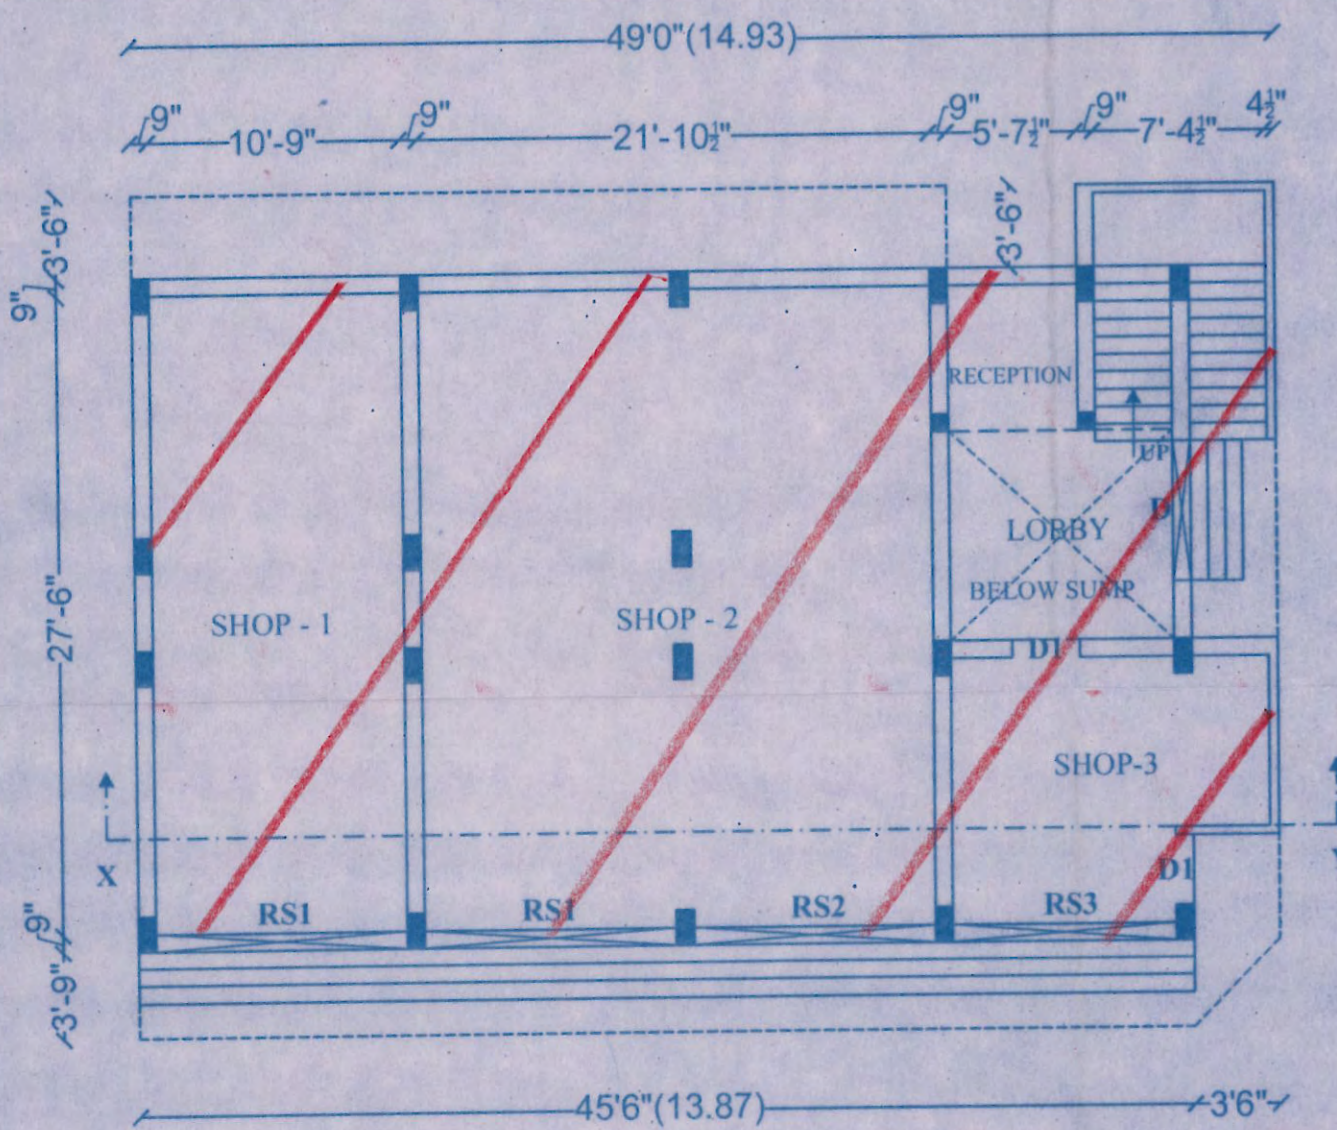 49'0"(14.93)
9" 10'-9" 9" 21'-10½" 9" 5'-7½" 9" 7'-4½" 4½"
3'-6" 3'-6"
9"
RECEPTION
UP
D
LOBBY
BELOW SUMP
27'-6"
SHOP - 1 SHOP - 2
D1
SHOP-3
X
D1
9" RS1 RS1 RS2 RS3
3'-9"
45'6"(13.87) 3'6"